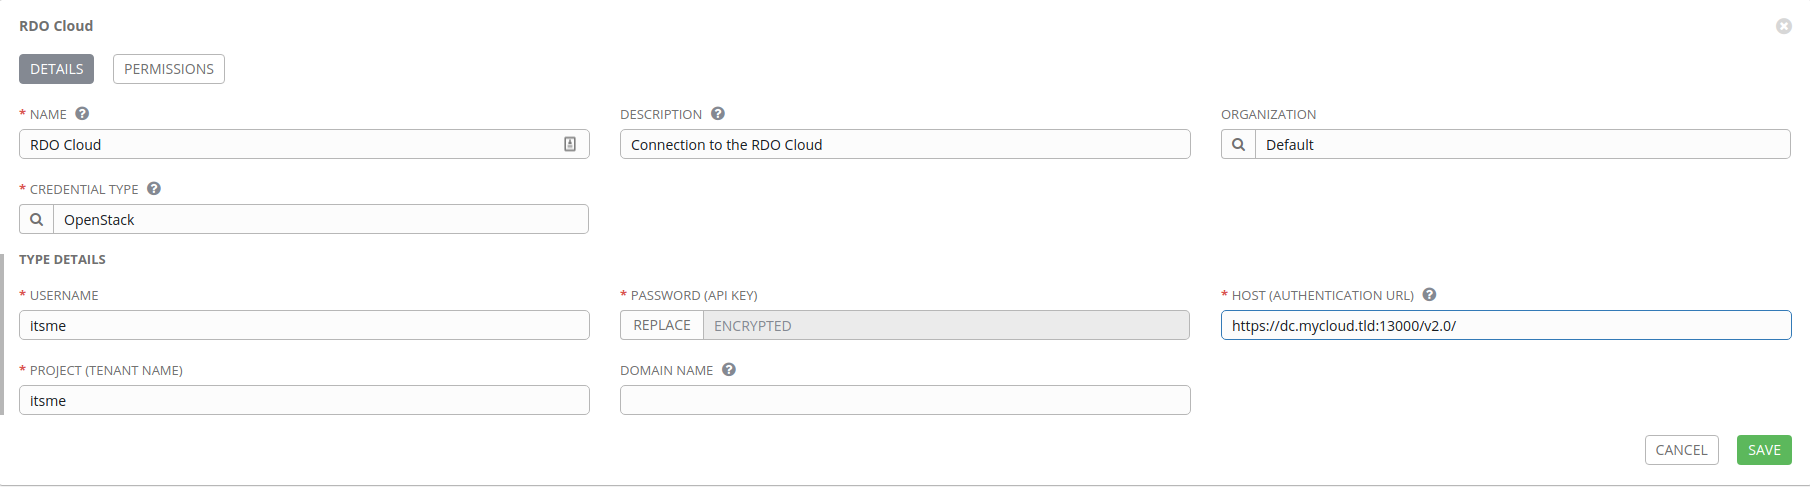 RDO Cloud
DETAILS PERMISSIONS
* NAME DESCRIPTION ORGANIZATION
RDO Cloud Connection to the RDO Cloud Default
* CREDENTIAL TYPE
OpenStack
TYPE DETAILS
* USERNAME * PASSWORD (API KEY) * HOST (AUTHENTICATION URL)
itsme REPLACE ENCRYPTED https://dc.mycloud.tld:13000/v2.0/
* PROJECT (TENANT NAME) DOMAIN NAME
itsme
CANCEL SAVE